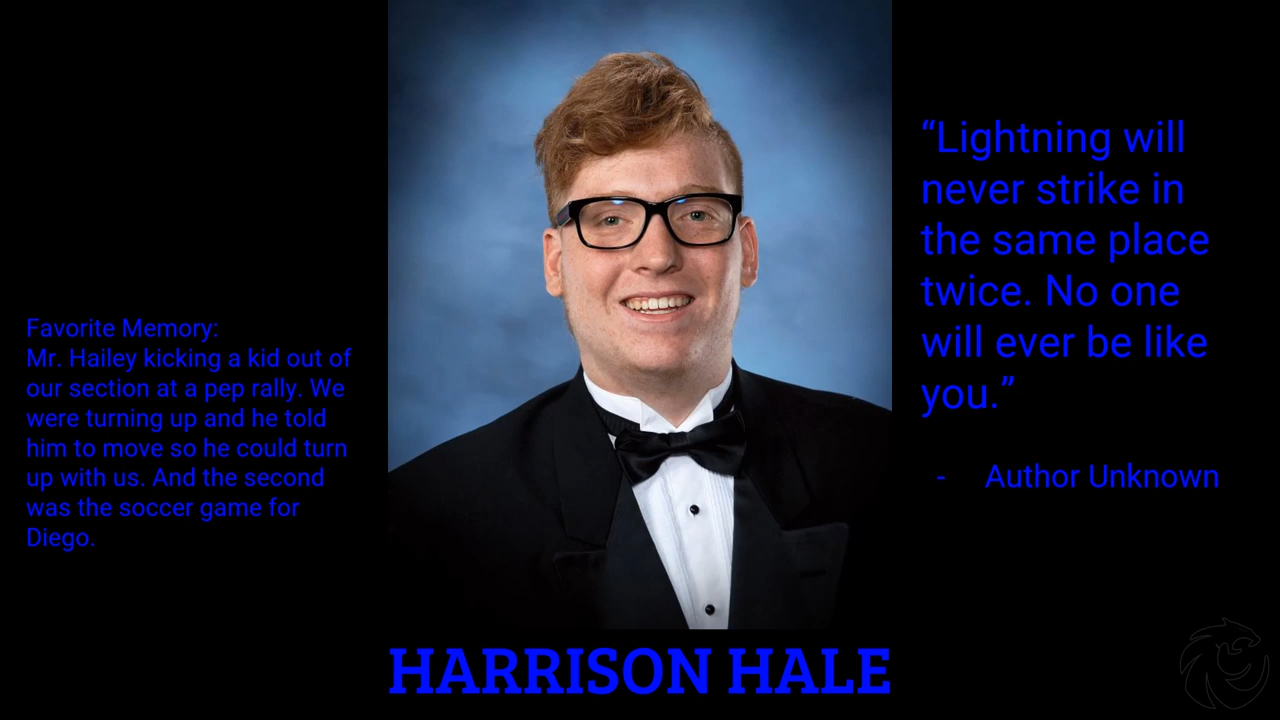 Favorite Memory:
Mr. Hailey kicking a kid out of
our section at a pep rally. We
were turning up and he told
him to move so he could turn
up with us. And the second
was the soccer game for
Diego.
“Lightning will
never strike in
the same place
twice. No one
will ever be like
you.”
- Author Unknown
HARRISON HALE